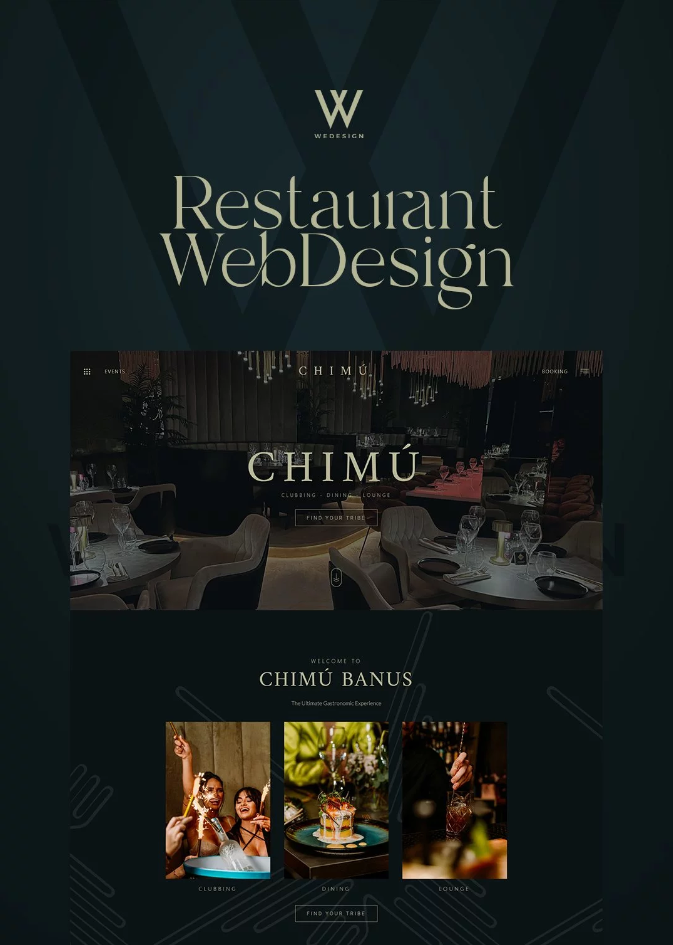 W
WEDESIGN
Restaurant
WebDesign
EVENTS
CHIMÚ
BOOKING
CHIMÚ
CLUBBING · DINING · LOUNGE
FIND YOUR TRIBE
WELCOME TO
CHIMÚ BANUS
The Ultimate Gastronomic Experience
CLUBBING
DINING
LOUNGE
FIND YOUR TRIBE